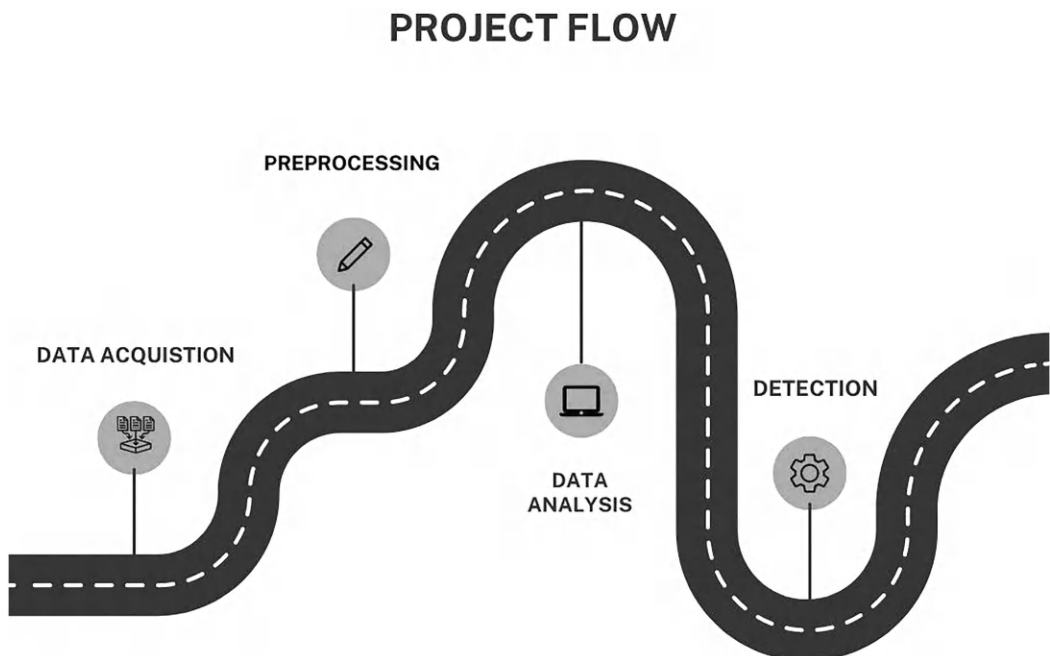 PROJECT FLOW
PREPROCESSING
DATA ACQUISTION
DETECTION
DATA
ANALYSIS